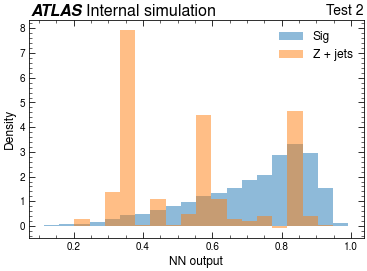 ATLAS Internal simulation
Test 2
Sig
Z + jets
Density
8
7
6
5
4
3
2
1
0
0.2 0.4 0.6 0.8 1.0
NN output